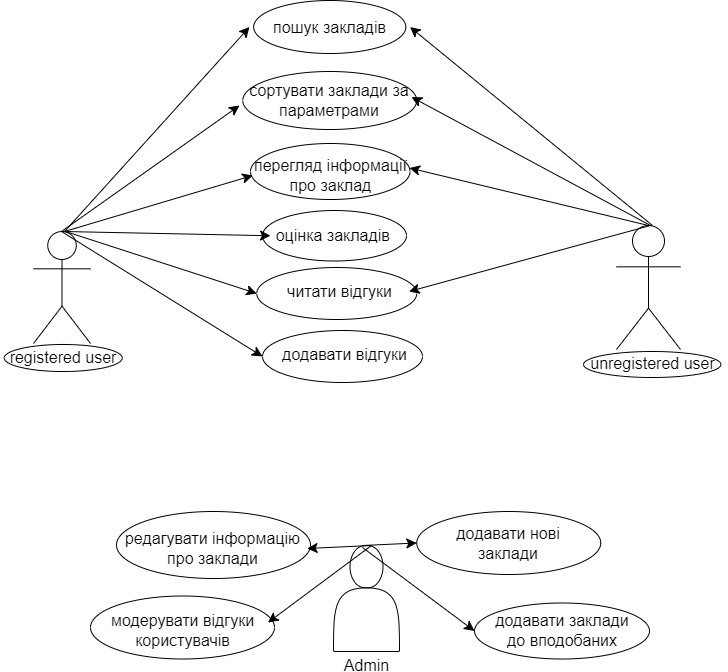 пошук закладів
сортувати заклади за
параметрами
перегляд інформації
про заклад
оцінка закладів
читати відгуки
додавати відгуки
registered user
unregistered user
редагувати інформацію
про заклади
додавати нові
заклади
модерувати відгуки
користувачів
додавати заклади
до вподобаних
Admin